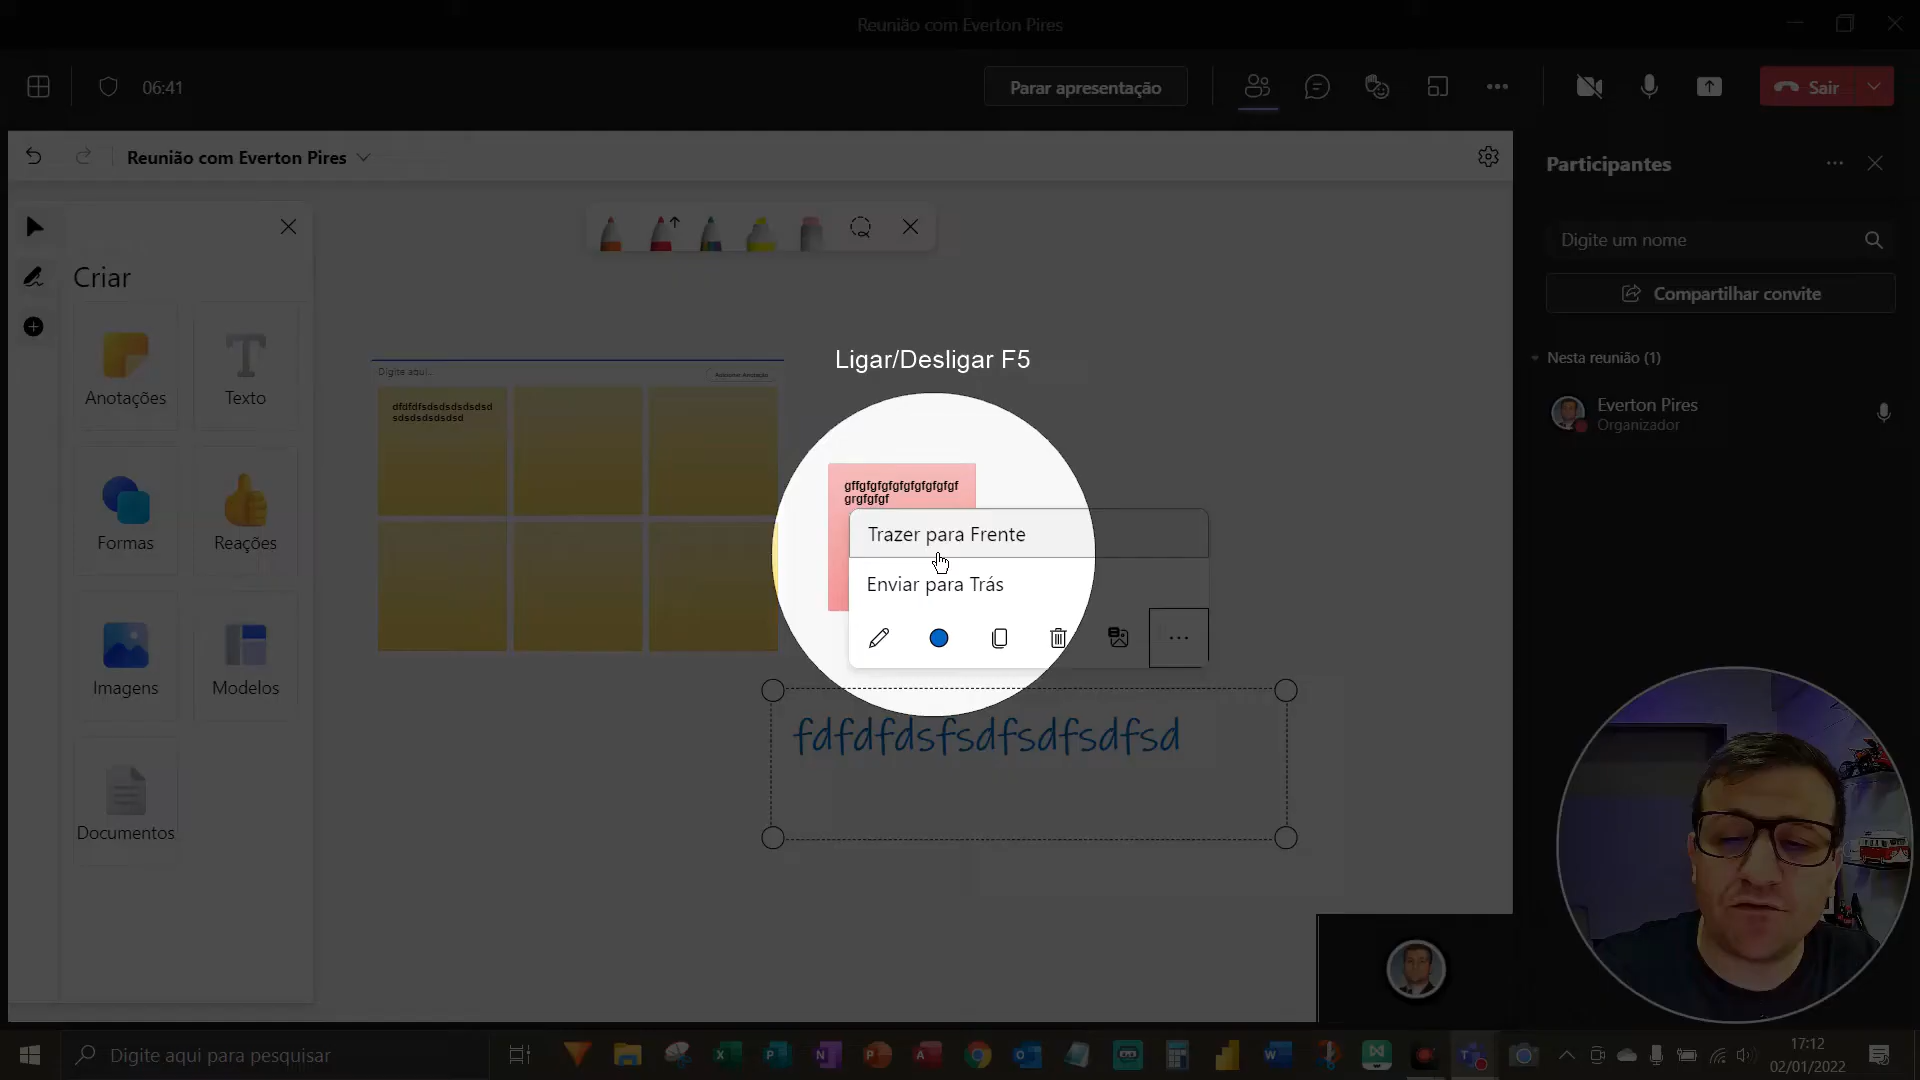 Reunião com Everton Pires
06:41
Parar apresentação
Sair
Reunião com Everton Pires
Participantes
Digite um nome
Compartilhar convite
Nesta reunião (1)
Everton Pires
Organizador
Criar
Anotações
Texto
Formas
Reações
Imagens
Modelos
Documentos
Digite aqui...
Adicionar Anotação
dfdfdfsdsdsdsdsdsd
sdsdsdsdsdsd
Ligar/Desligar F5
gffgfgfgfgfgfgfgfgf
grgfgfgf
Trazer para Frente
Enviar para Trás
fdfdfdsfsdfsdfsdfsd
Digite aqui para pesquisar
17:12
02/01/2022